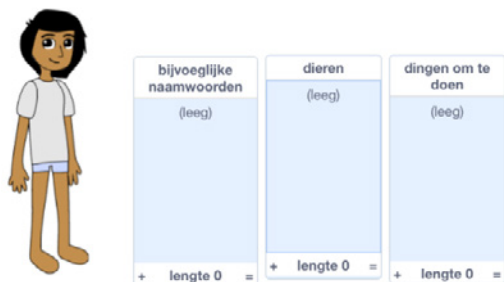 bijvoeglijke
naamwoorden
(leeg)
+ lengte 0 =
dieren
(leeg)
+ lengte 0 =
dingen om te
doen
(leeg)
+ lengte 0 =